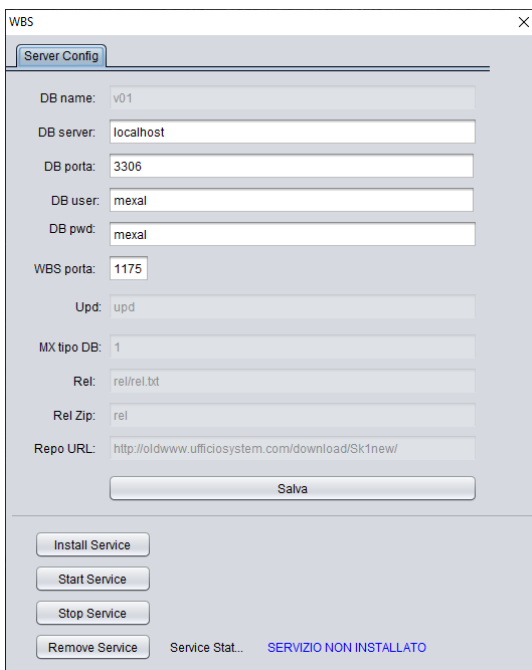 WBS
Server Config
DB name: v01
DB server: localhost
DB porta: 3306
DB user: mexal
DB pwd: mexal
WBS porta: 1175
Upd: upd
MX tipo DB: 1
Rel: rel/rel.txt
Rel Zip: rel
Repo URL: http://oldwww.ufficiosystem.com/download/Sk1new/
Salva
Install Service
Start Service
Stop Service
Remove Service Service Stat... SERVIZIO NON INSTALLATO